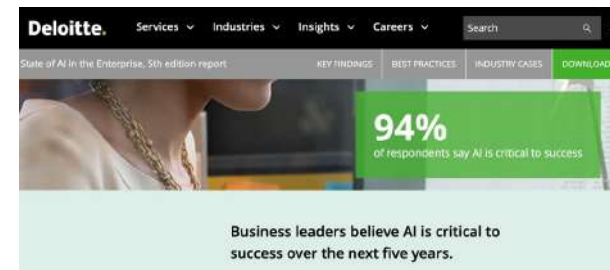 Deloitte.
Services Industries Insights Careers Search
State of AI in the Enterprise, 5th edition report KEY FINDINGS BEST PRACTICES INDUSTRY CASES DOWNLOAD
94%
of respondents say AI is critical to success
Business leaders believe AI is critical to
success over the next five years.